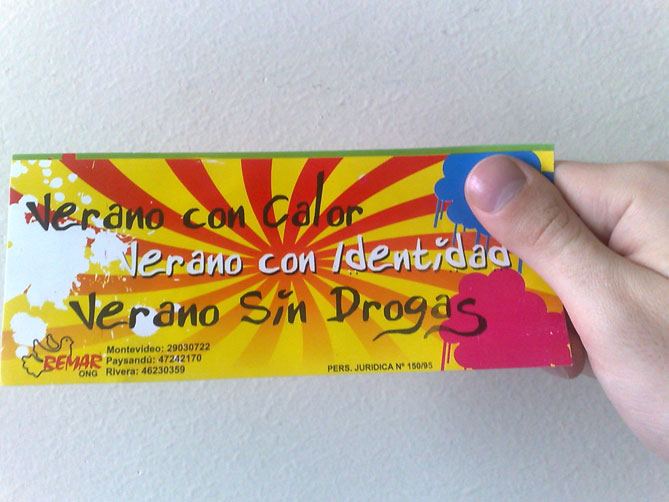 Verano con Calor
Verano con Identidad
Verano Sin Drogas
REMAR
ONG
Montevideo: 29030722
Paysandú: 47242170
Rivera: 46230359
PERS. JURIDICA Nº 150/95